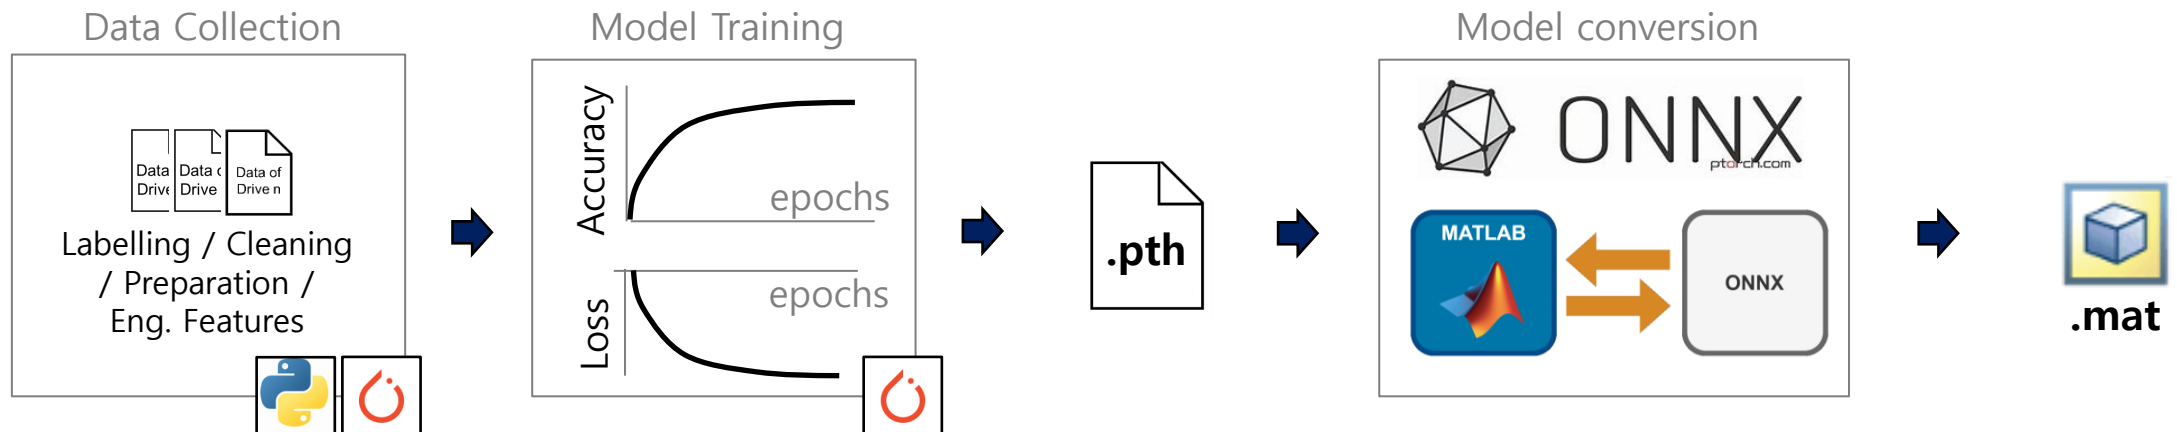 Data Collection
Data
Drive
Data o
Drive
Data of
Drive n
Labelling / Cleaning
/ Preparation /
Eng. Features
Model Training
Accuracy
epochs
Loss
epochs
.pth
Model conversion
ONNX
ptorch.com
MATLAB
ONNX
.mat